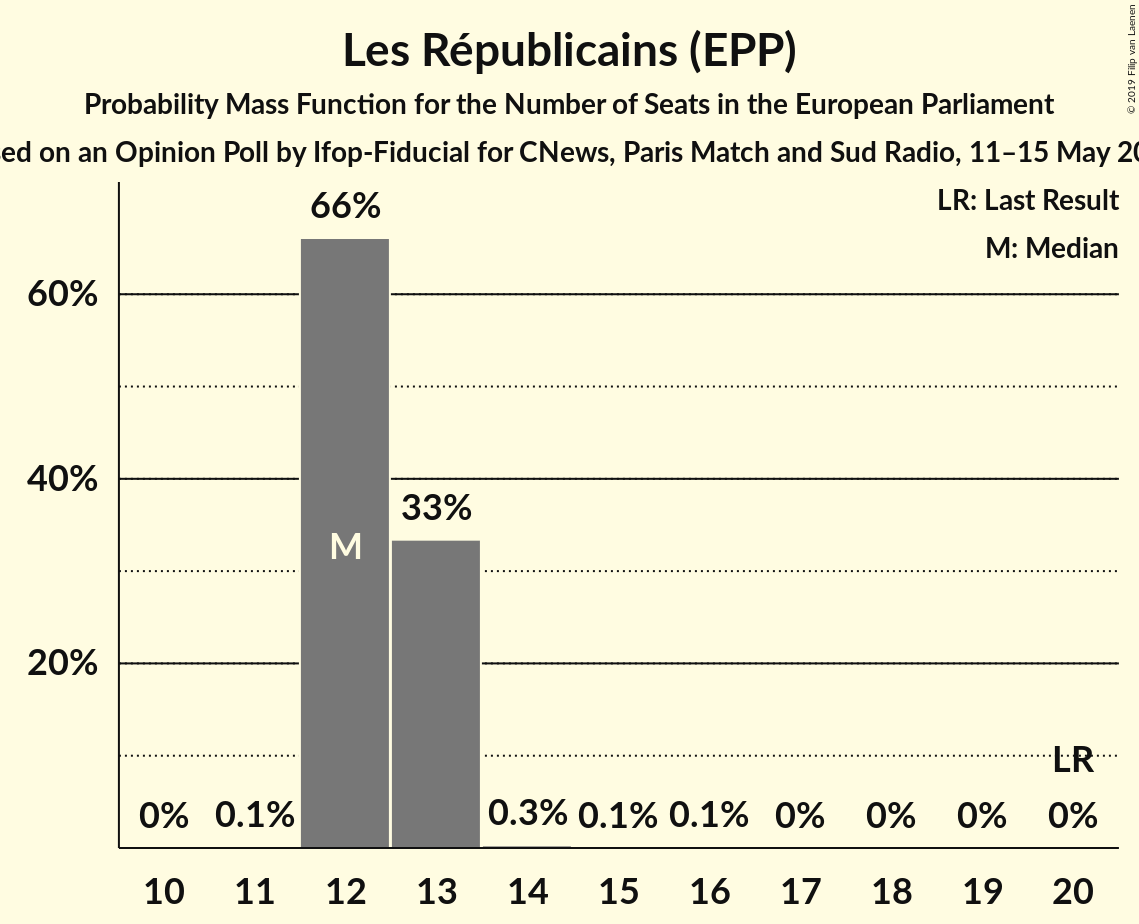 Les Républicains (EPP)
Probability Mass Function for the Number of Seats in the European Parliament
on an Opinion Poll by Ifop-Fiducial for CNews, Paris Match and Sud Radio, 11–15 May
© 2019 Filip van Laenen
LR: Last Result
M: Median
66%
60%
40%
33%
M
20%
LR
0% 0.1% 0.3% 0.1% 0.1% 0% 0% 0% 0%
10 11 12 13 14 15 16 17 18 19 20